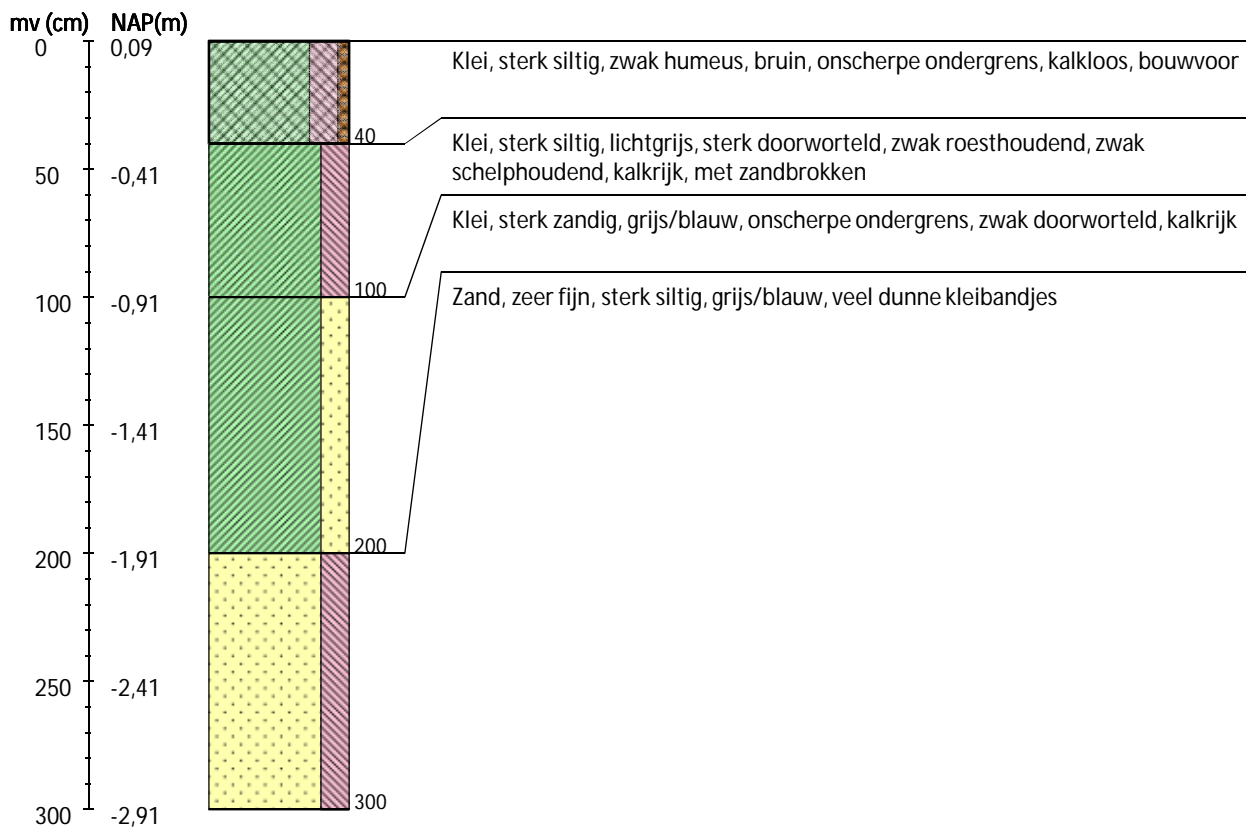 mv (cm) NAP(m)
0 0,09
Klei, sterk siltig, zwak humeus, bruin, onscherpe ondergrens, kalkloos, bouwvoor
40
Klei, sterk siltig, lichtgrijs, sterk doorworteld, zwak roesthoudend, zwak
schelphoudend, kalkrijk, met zandbrokken
50 -0,41
Klei, sterk zandig, grijs/blauw, onscherpe ondergrens, zwak doorworteld, kalkrijk
100
100 -0,91
Zand, zeer fijn, sterk siltig, grijs/blauw, veel dunne kleibandjes
150 -1,41
200
200 -1,91
250 -2,41
300
300 -2,91